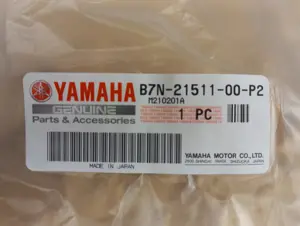 YAMAHA B7N-21511-00-P2
GENUINE M210201A
Parts & Accessories 1 PC
MADE IN JAPAN
YAMAHA MOTOR CO., LTD.